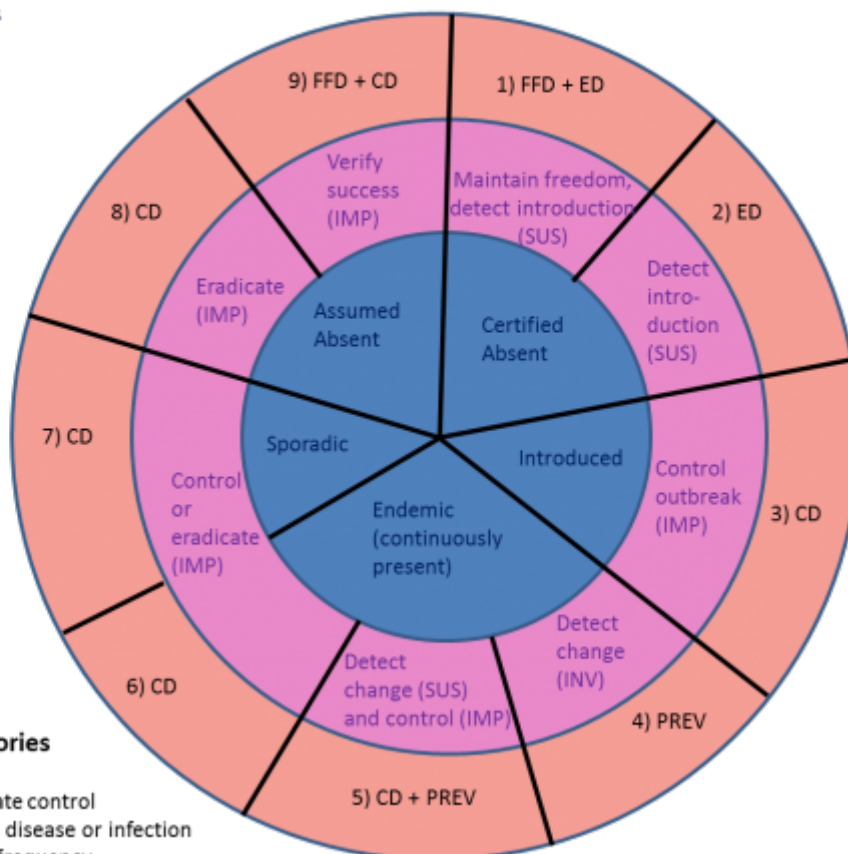 9) FFD + CD
1) FFD + ED
8) CD
2) ED
7) CD
3) CD
6) CD
4) PREV
5) CD + PREV
Verify
success
(IMP)
Maintain freedom,
detect introduction
(SUS)
Eradicate
(IMP)
Detect
intro-
duction
(SUS)
Control
or
eradicate
(IMP)
Control
outbreak
(IMP)
Detect
change (SUS)
and control (IMP)
Detect
change
(INV)
Assumed
Absent
Certified
Absent
Sporadic
Introduced
Endemic
(continuously
present)
ories
ate control
disease or infection